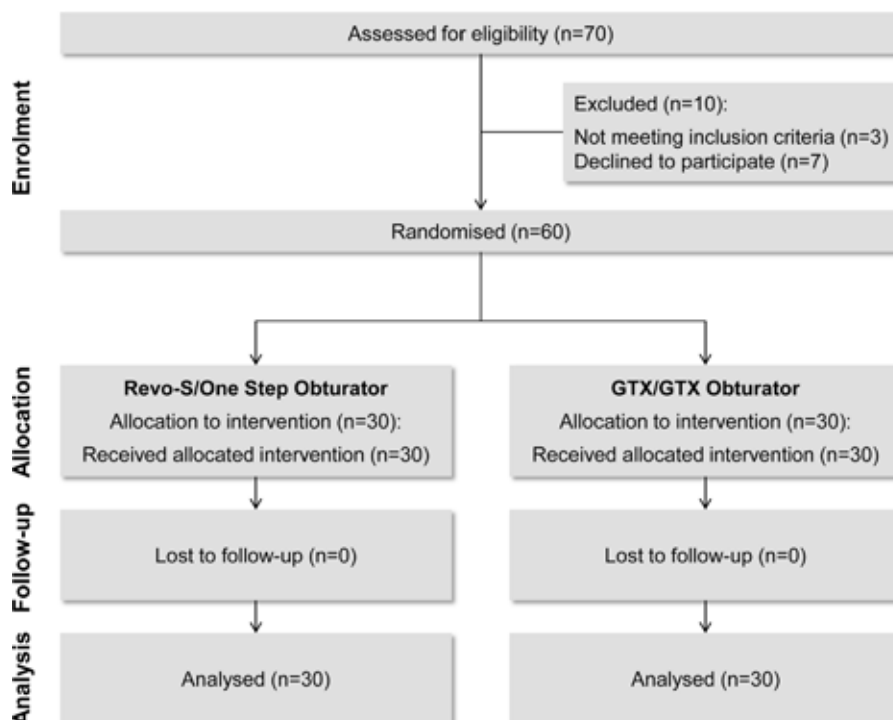 Enrolment
Assessed for eligibility (n=70)
Excluded (n=10):
Not meeting inclusion criteria (n=3)
Declined to participate (n=7)
Randomised (n=60)
Allocation
Revo-S/One Step Obturator
Allocation to intervention (n=30):
Received allocated intervention (n=30)
GTX/GTX Obturator
Allocation to intervention (n=30):
Received allocated intervention (n=30)
Follow-up
Lost to follow-up (n=0)
Lost to follow-up (n=0)
Analysis
Analysed (n=30)
Analysed (n=30)